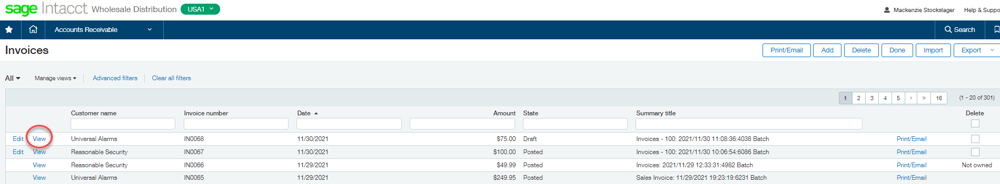 sage Intacct Wholesale Distribution USA1
Mackenzie Stockslager Help & Suppo
Accounts Receivable Search
Invoices Print/Email Add Delete Done Import Export
All Manage views Advanced filters Clear all filters
1 2 3 4 5 › » 16 (1 - 20 of 301)
Customer name Invoice number Date Amount State Summary title Delete
Edit View Universal Alarms IN0068 11/30/2021 $75.00 Draft Invoices - 100: 2021/11/30 11:08:36:4038 Batch Print/Email
Edit View Reasonable Security IN0067 11/30/2021 $100.00 Posted Invoices - 100: 2021/11/30 10:06:54:6086 Batch Print/Email
View Reasonable Security IN0066 11/29/2021 $49.99 Posted Invoices: 2021/11/29 12:33:31:4982 Batch Print/Email Not owned
View Universal Alarms IN0065 11/29/2021 $249.95 Posted Sales Invoice: 11/29/2021 19:23:19:6231 Batch Print/Email